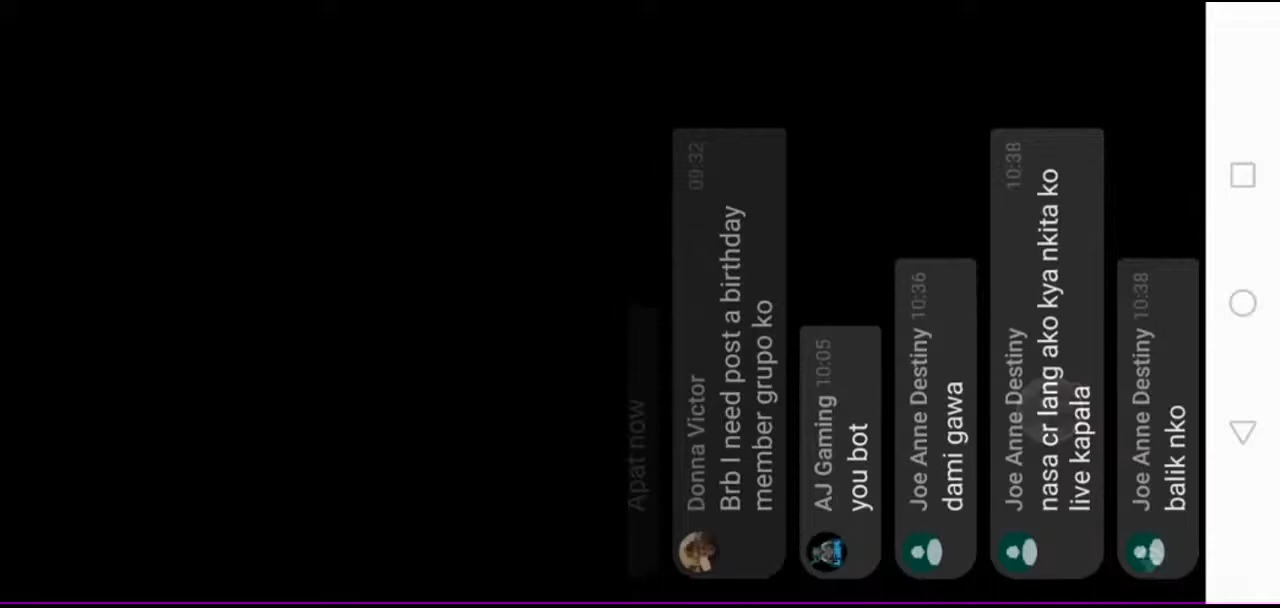 Apat now
Donna Victor 09:32
Brb I need post a birthday
member grupo ko
AJ Gaming 10:05
you bot
Joe Anne Destiny 10:36
dami gawa
Joe Anne Destiny 10:38
nasa cr lang ako kya nkita ko
live kapala
Joe Anne Destiny 10:38
balik nko